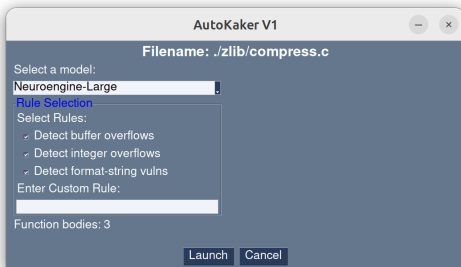 AutoKaker V1
Filename: ./zlib/compress.c
Select a model:
Neuroengine-Large
Rule Selection
Select Rules:
Detect buffer overflows
Detect integer overflows
Detect format-string vulns
Enter Custom Rule:
Function bodies: 3
Launch Cancel